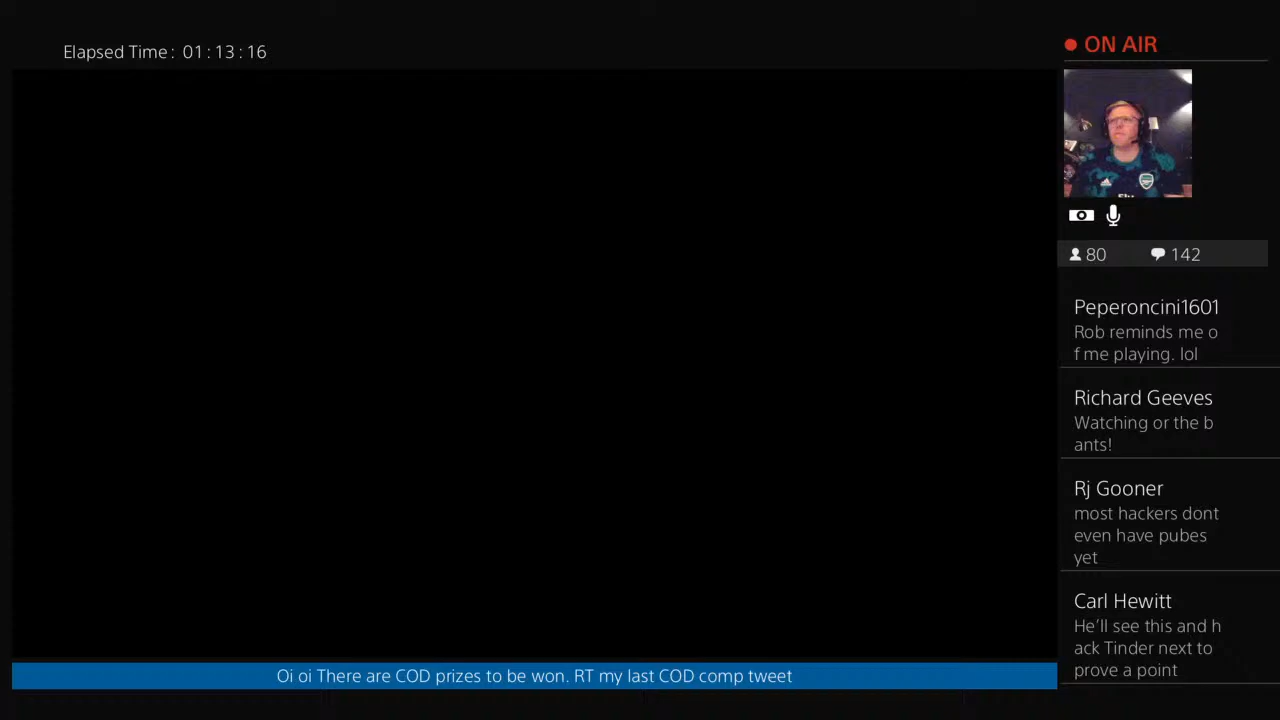 Elapsed Time: 01:13:16
ON AIR
80 142
Peperoncini1601
Rob reminds me o
f me playing. lol
Richard Geeves
Watching or the b
ants!
Rj Gooner
most hackers dont
even have pubes
yet
Carl Hewitt
He'll see this and h
ack Tinder next to
prove a point
Oi oi There are COD prizes to be won. RT my last COD comp tweet